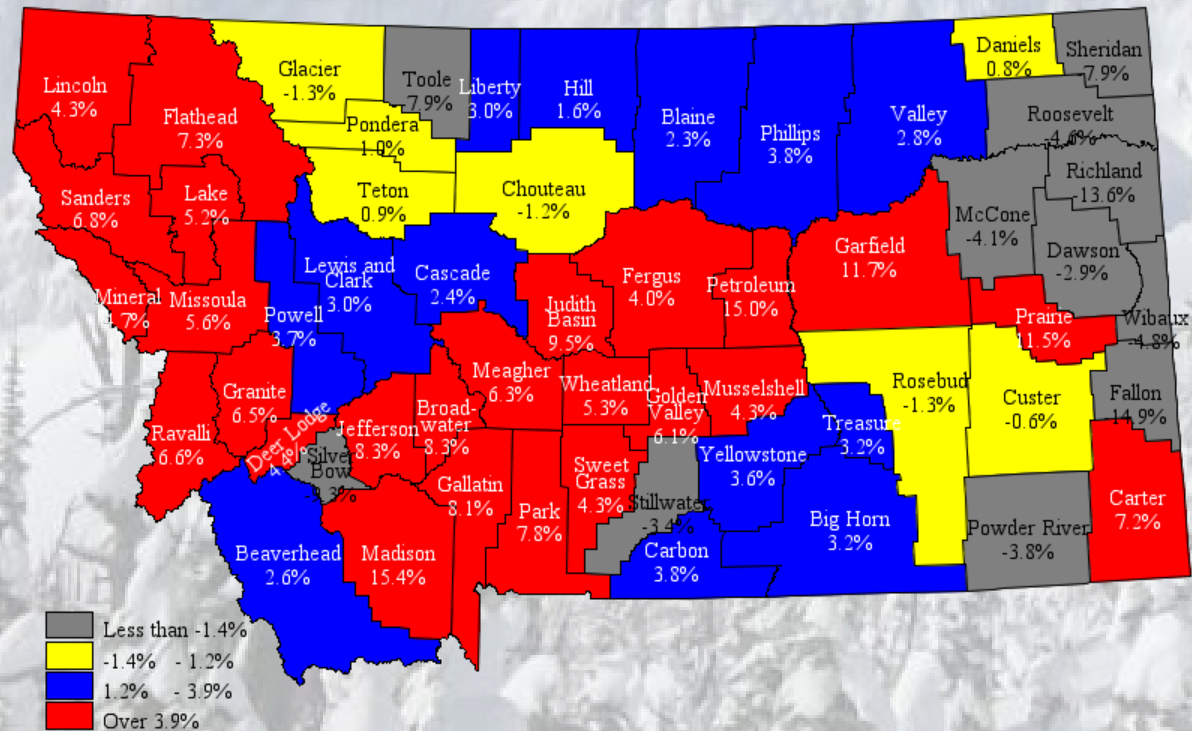 Lincoln
4.3%
Flathead
7.3%
Glacier
-1.3%
Toole
7.9%
Liberty
3.0%
Hill
1.6%
Blaine
2.3%
Phillips
3.8%
Valley
2.8%
Daniels
0.8%
Sheridan
7.9%
Roosevelt
-4.6%
Pondera
1.0%
Teton
0.9%
Chouteau
-1.2%
Richland
-13.6%
McCone
-4.1%
Dawson
-2.9%
Sanders
6.8%
Lake
5.2%
Lewis and
Clark
3.0%
Cascade
2.4%
Fergus
4.0%
Petroleum
15.0%
Garfield
11.7%
Mineral
.7%
Missoula
5.6%
Powell
3.7%
Judith
Basin
9.5%
Prairie
11.5%
Wibaux
-4.8%
Granite
6.5%
Meagher
6.3%
Wheatland
5.3%
Golden
Valley
6.1%
Musselshell
4.3%
Rosebud
-1.3%
Custer
-0.6%
Fallon
-14.9%
Ravalli
6.6%
Deer Lodge
4.4%
Silver
Bow
Jefferson
8.3%
Broad-
water
8.3%
Gallatin
8.1%
Park
7.8%
Sweet
Grass
4.3%
Stillwater
-3.4%
Yellowstone
3.6%
Treasure
3.2%
Big Horn
3.2%
Powder River
-3.8%
Carter
7.2%
Beaverhead
2.6%
Madison
15.4%
Carbon
3.8%
Less than -1.4%
-1.4% - 1.2%
1.2% - 3.9%
Over 3.9%